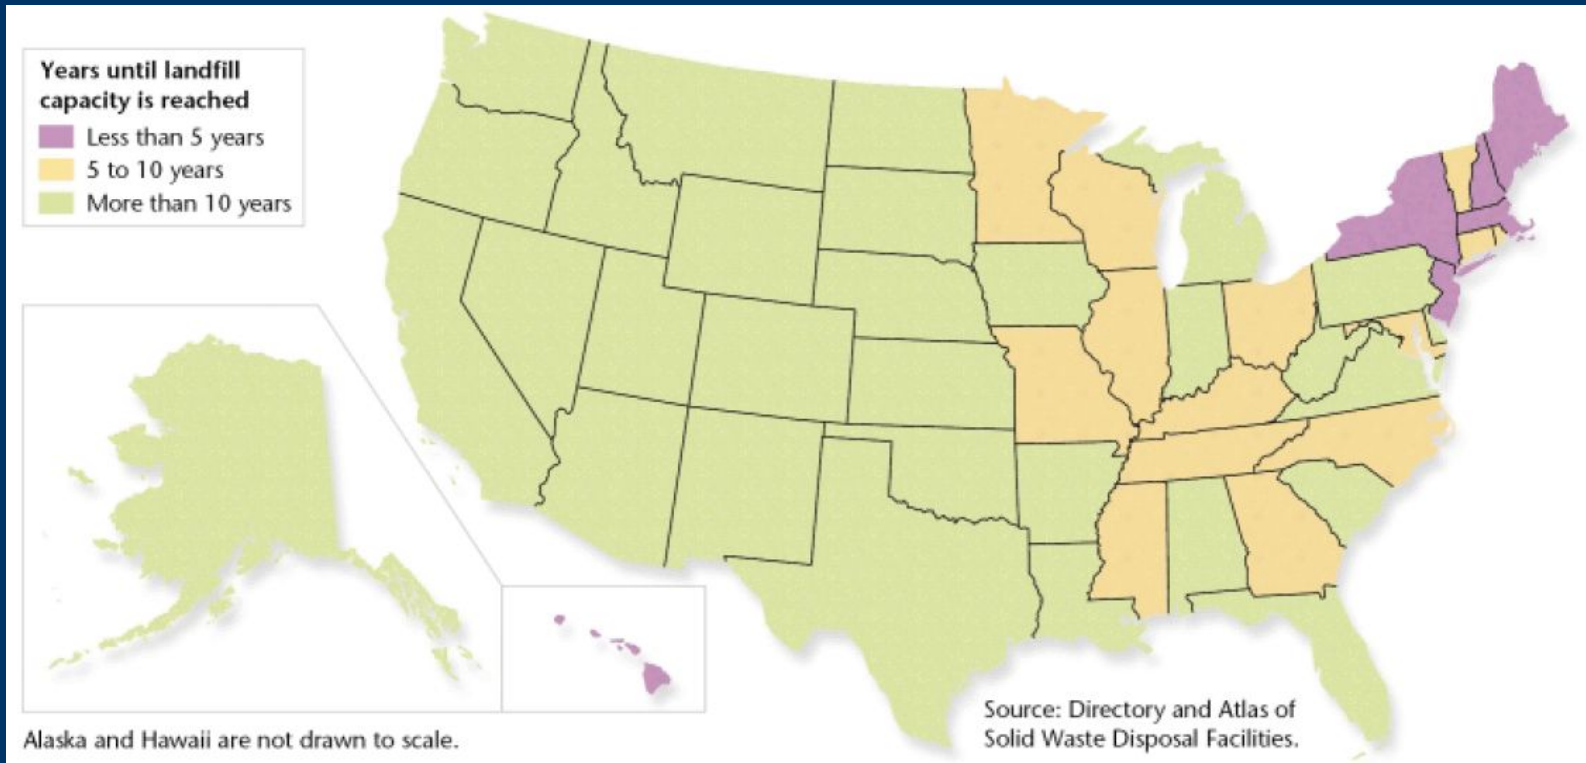 Years until landfill
capacity is reached
Less than 5 years
5 to 10 years
More than 10 years
Source: Directory and Atlas of
Solid Waste Disposal Facilities.
Alaska and Hawaii are not drawn to scale.